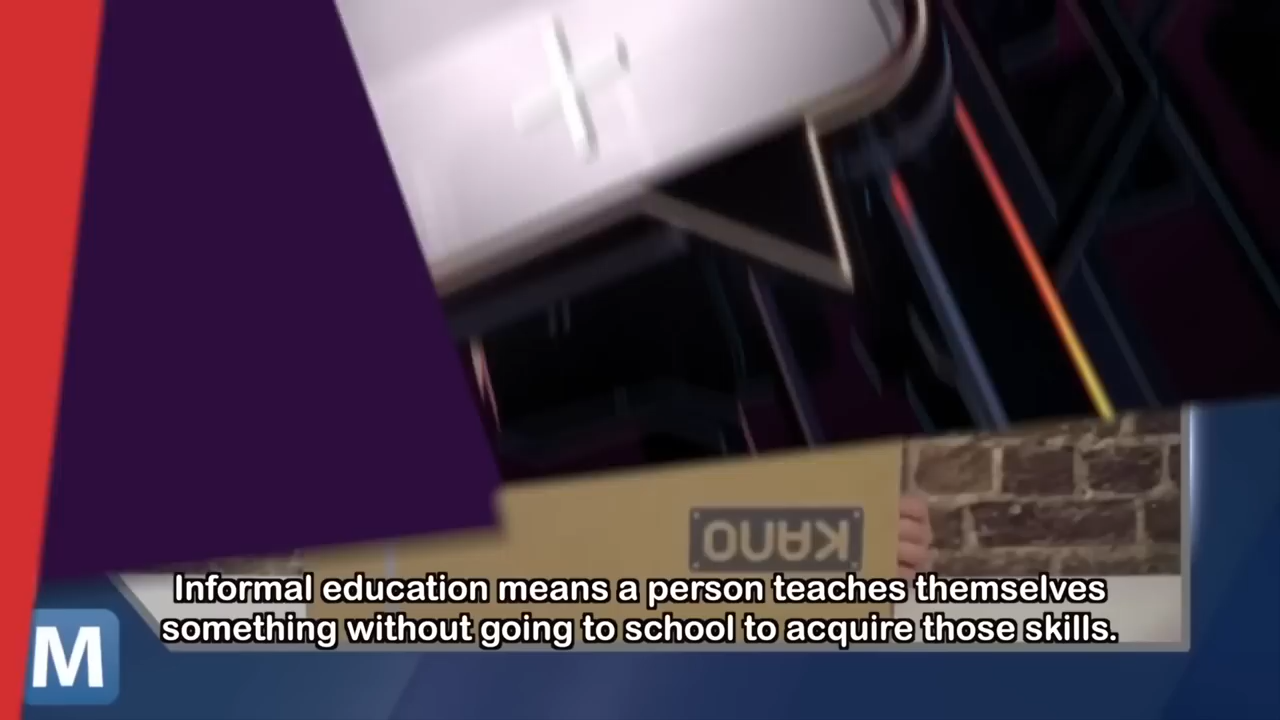 KANO
Informal education means a person teaches themselves
something without going to school to acquire those skills.
M